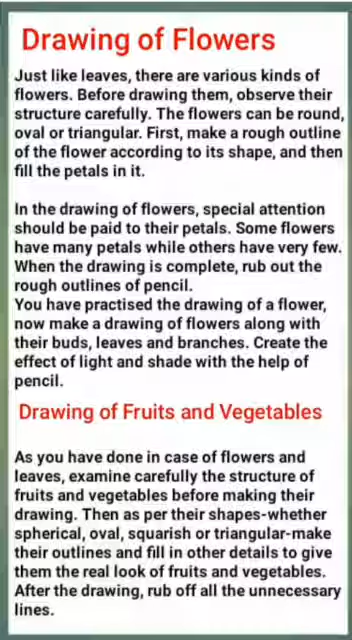 Drawing of Flowers
Just like leaves, there are various kinds of
flowers. Before drawing them, observe their
structure carefully. The flowers can be round,
oval or triangular. First, make a rough outline
of the flower according to its shape, and then
fill the petals in it.
In the drawing of flowers, special attention
should be paid to their petals. Some flowers
have many petals while others have very few.
When the drawing is complete, rub out the
rough outlines of pencil.
You have practised the drawing of a flower,
now make a drawing of flowers along with
their buds, leaves and branches. Create the
effect of light and shade with the help of
pencil.
Drawing of Fruits and Vegetables
As you have done in case of flowers and
leaves, examine carefully the structure of
fruits and vegetables before making their
drawing. Then as per their shapes-whether
spherical, oval, squarish or triangular-make
their outlines and fill in other details to give
them the real look of fruits and vegetables.
After the drawing, rub off all the unnecessary
lines.